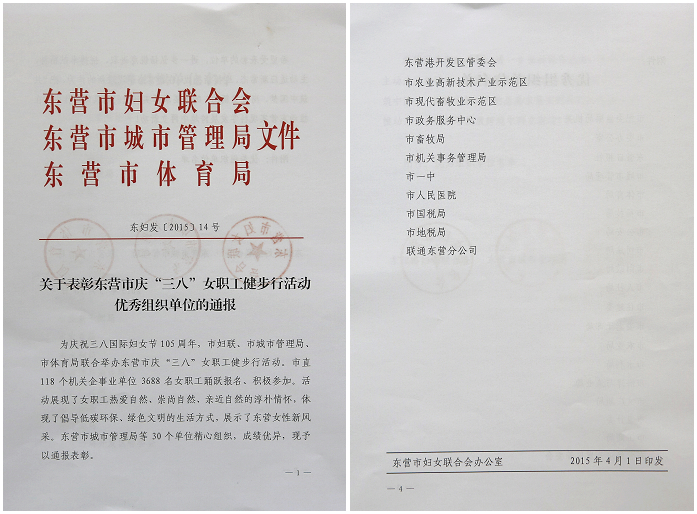 东营市妇女联合会
东营市城市管理局文件
东营市体育局
东妇发〔2015〕14号
关于表彰东营市庆“三八”女职工健步行活动
优秀组织单位的通报
为庆祝三八国际妇女节105周年，市妇联、市城市管理局、
市体育局联合举办东营市庆“三八”女职工健步行活动。市直
118个机关企事业单位3688名女职工踊跃报名、积极参加。活
动展现了女职工热爱自然、崇尚自然、亲近自然的淳朴情怀，体
现了倡导低碳环保、绿色文明的生活方式，展示了东营女性新风
采。东营市城市管理局等30个单位精心组织，成绩优异，现予
以通报表彰。
—1—
东营港开发区管委会
市农业高新技术产业示范区
市现代畜牧业示范区
市政务服务中心
市畜牧局
市机关事务管理局
市一中
市人民医院
市国税局
市地税局
联通东营分公司
东营市妇女联合会办公室 2015年4月1日印发
—4—